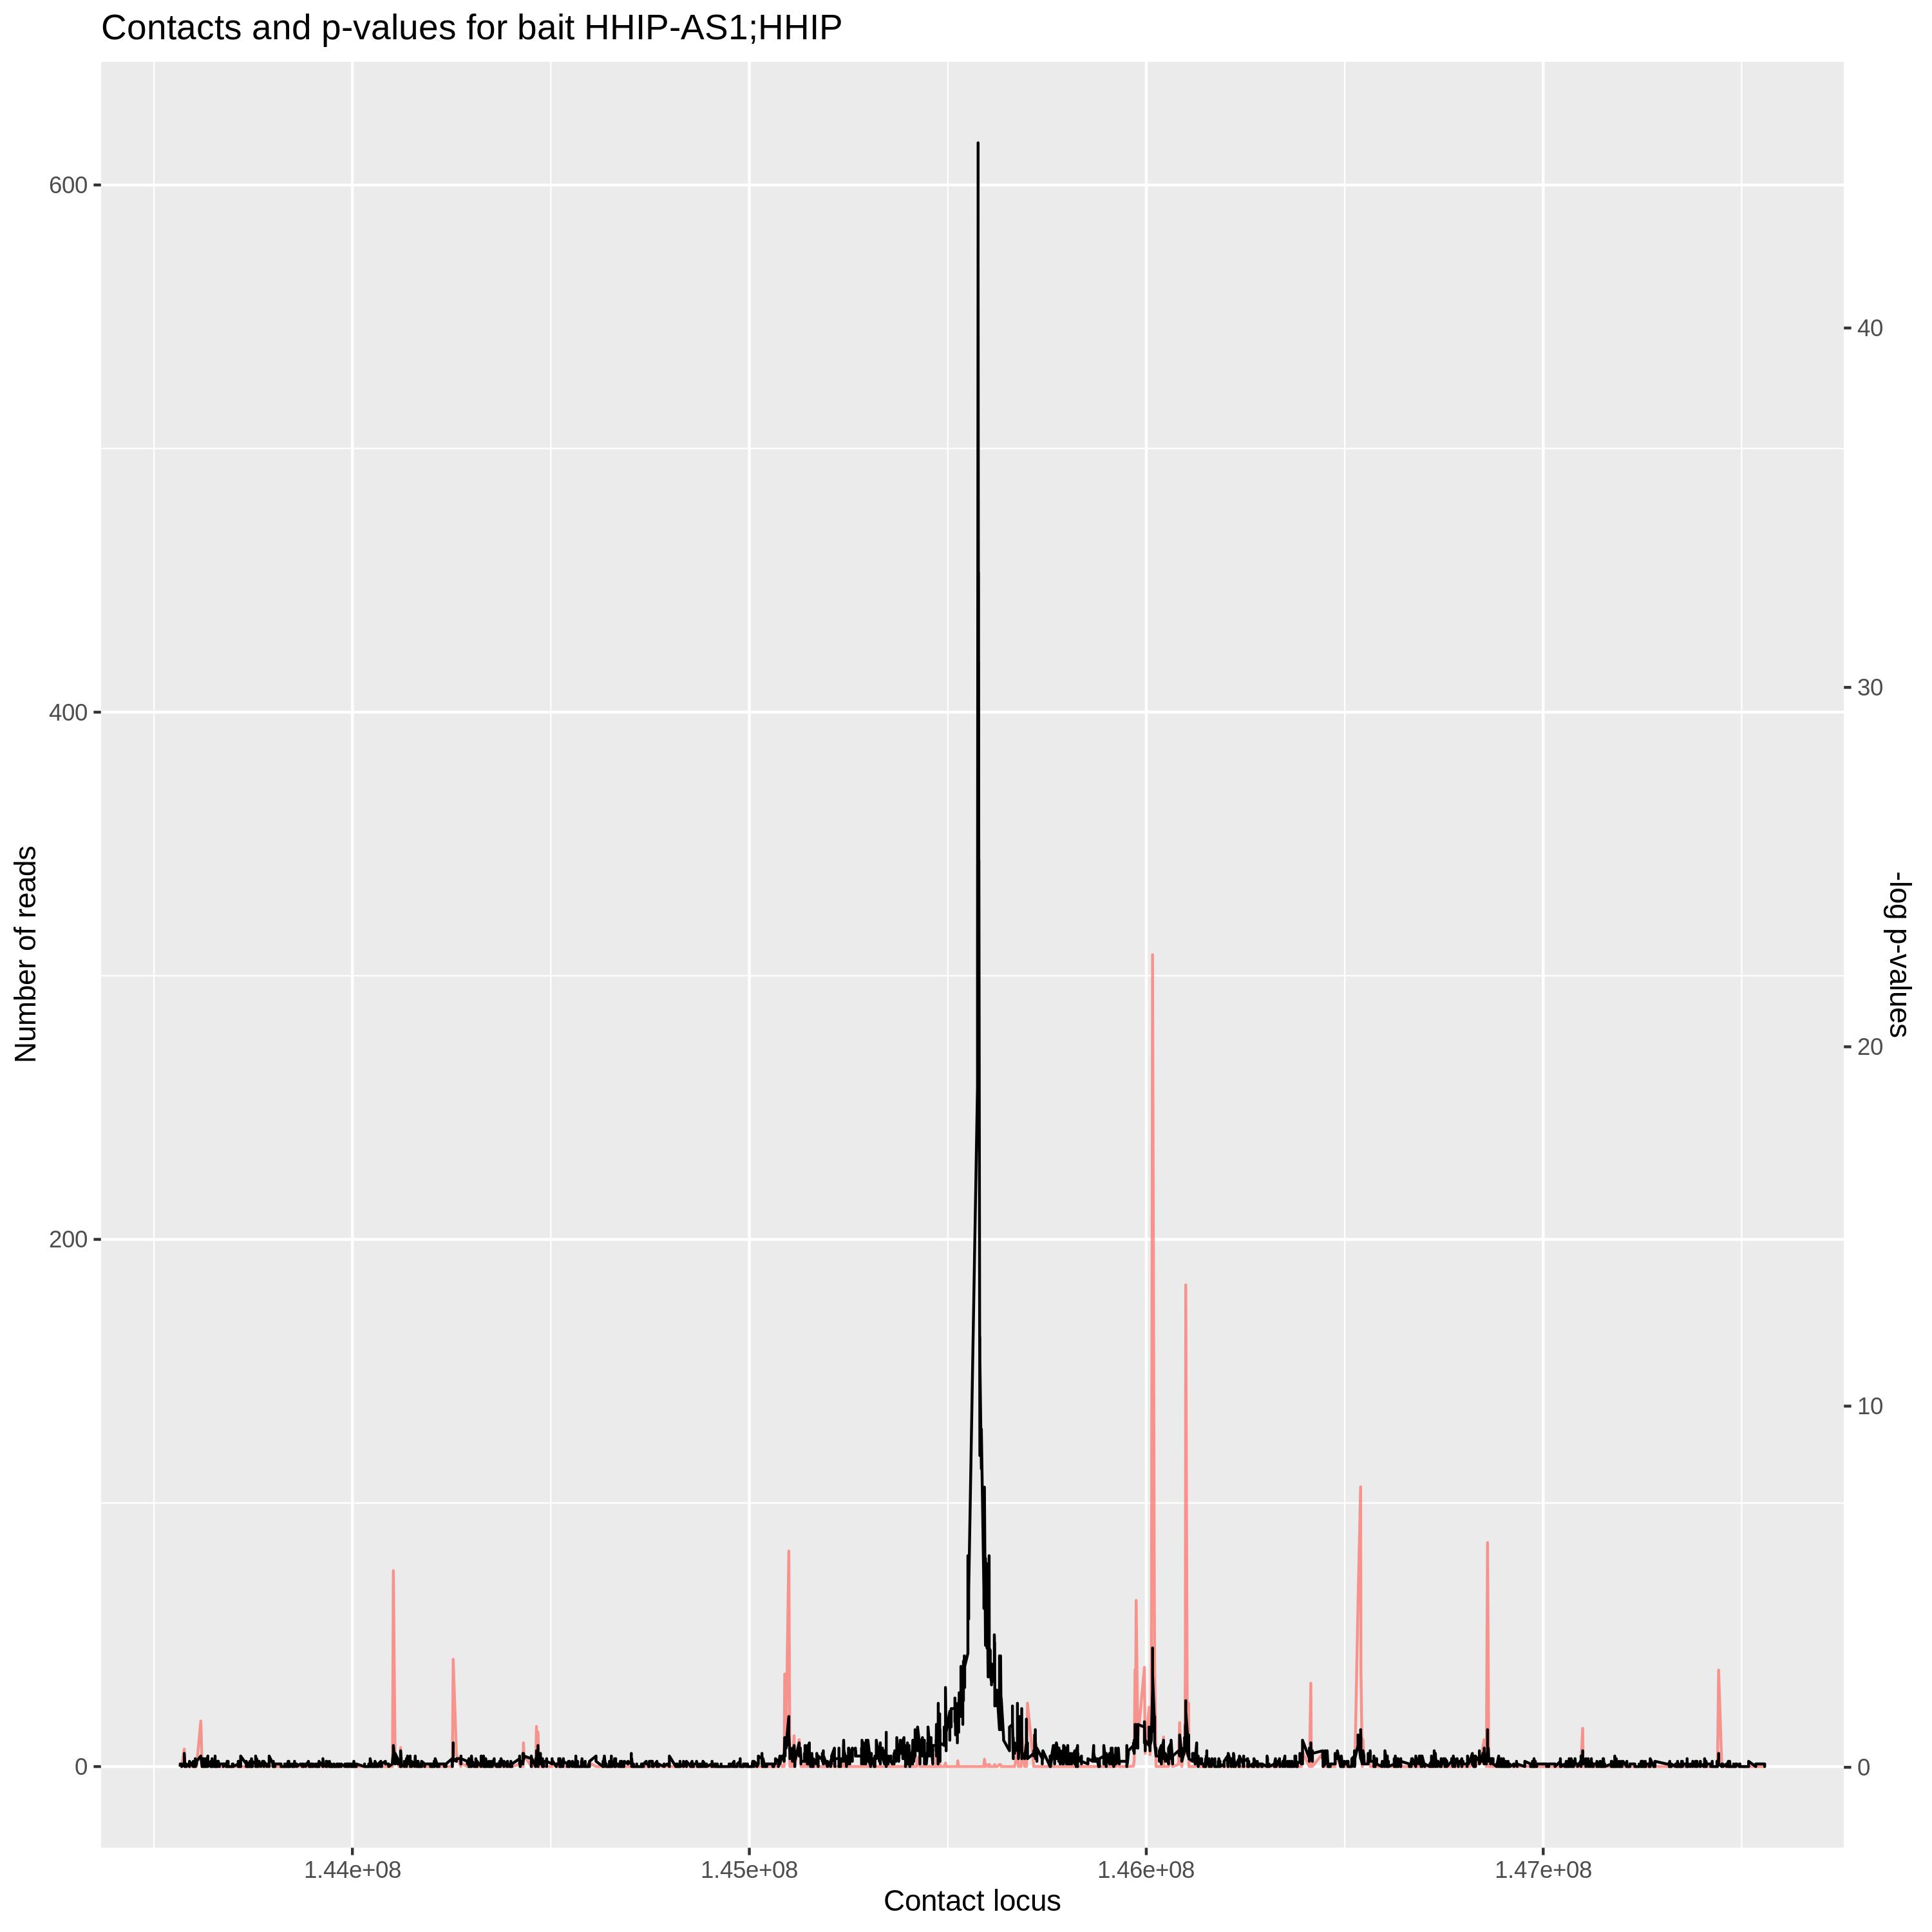 Contacts and p-values for bait HHIP-AS1;HHIP
600
400
200
0
Number of reads
40
30
20
10
0
-log p-values
1.44e+08
1.45e+08
1.46e+08
1.47e+08
Contact locus